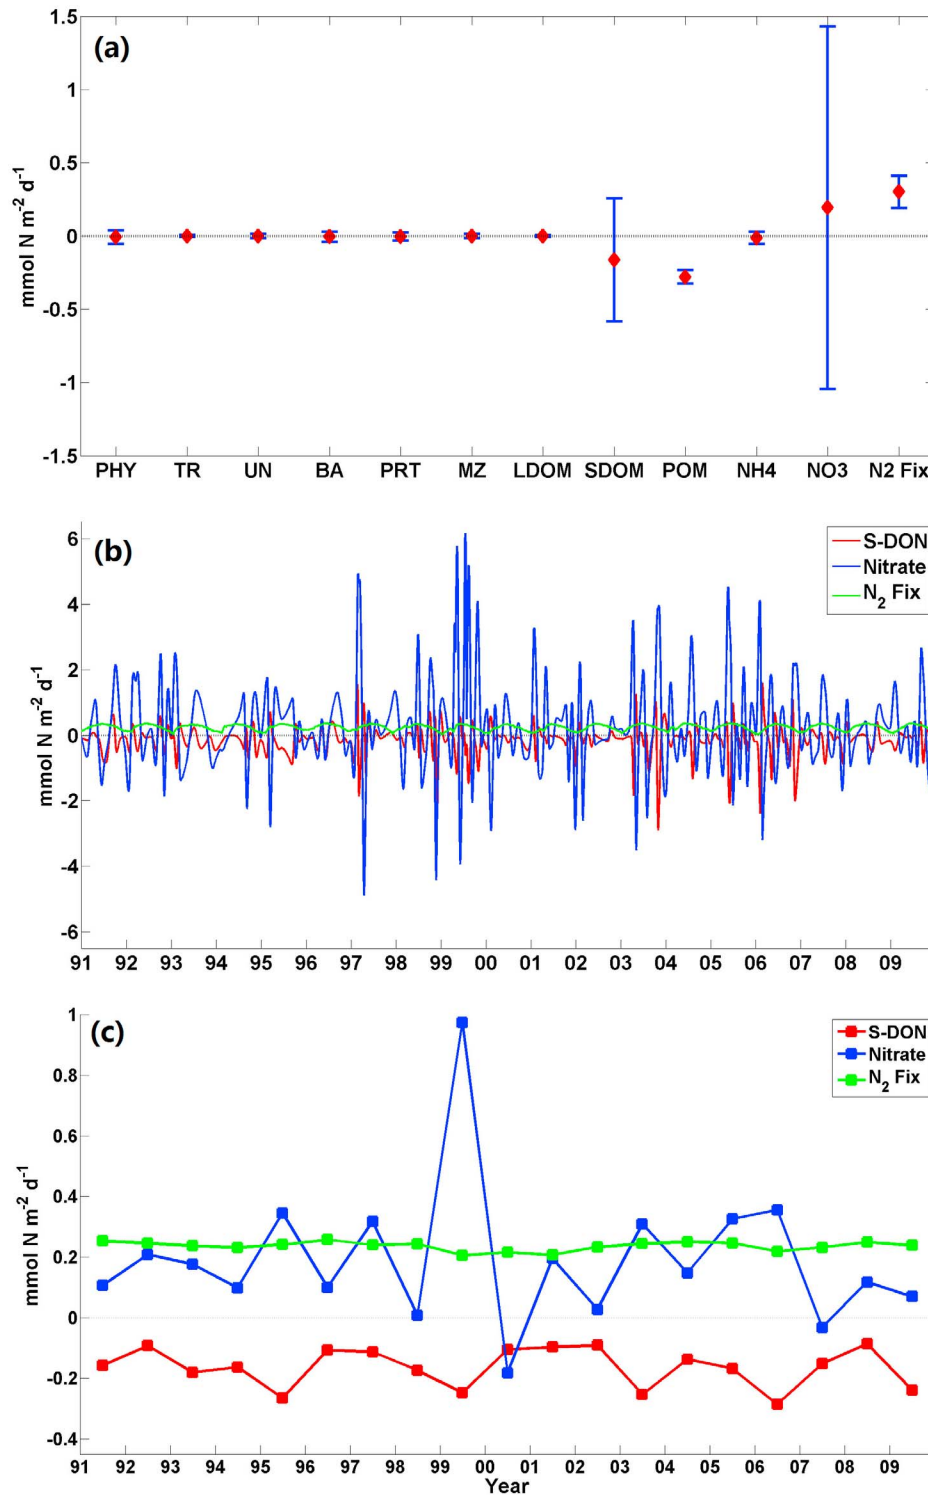 (a)
1.5
1
0.5
0
-0.5
-1
-1.5
mmol N m⁻² d⁻¹
PHY TR UN BA PRT MZ LDOM SDOM POM NH4 NO3 N2 Fix
(b)
S-DON
Nitrate
N₂ Fix
6
4
2
0
-2
-4
-6
mmol N m⁻² d⁻¹
91 92 93 94 95 96 97 98 99 00 01 02 03 04 05 06 07 08 09
(c)
S-DON
Nitrate
N₂ Fix
1
0.8
0.6
0.4
0.2
0
-0.2
-0.4
mmol N m⁻² d⁻¹
91 92 93 94 95 96 97 98 99 00 01 02 03 04 05 06 07 08 09
Year